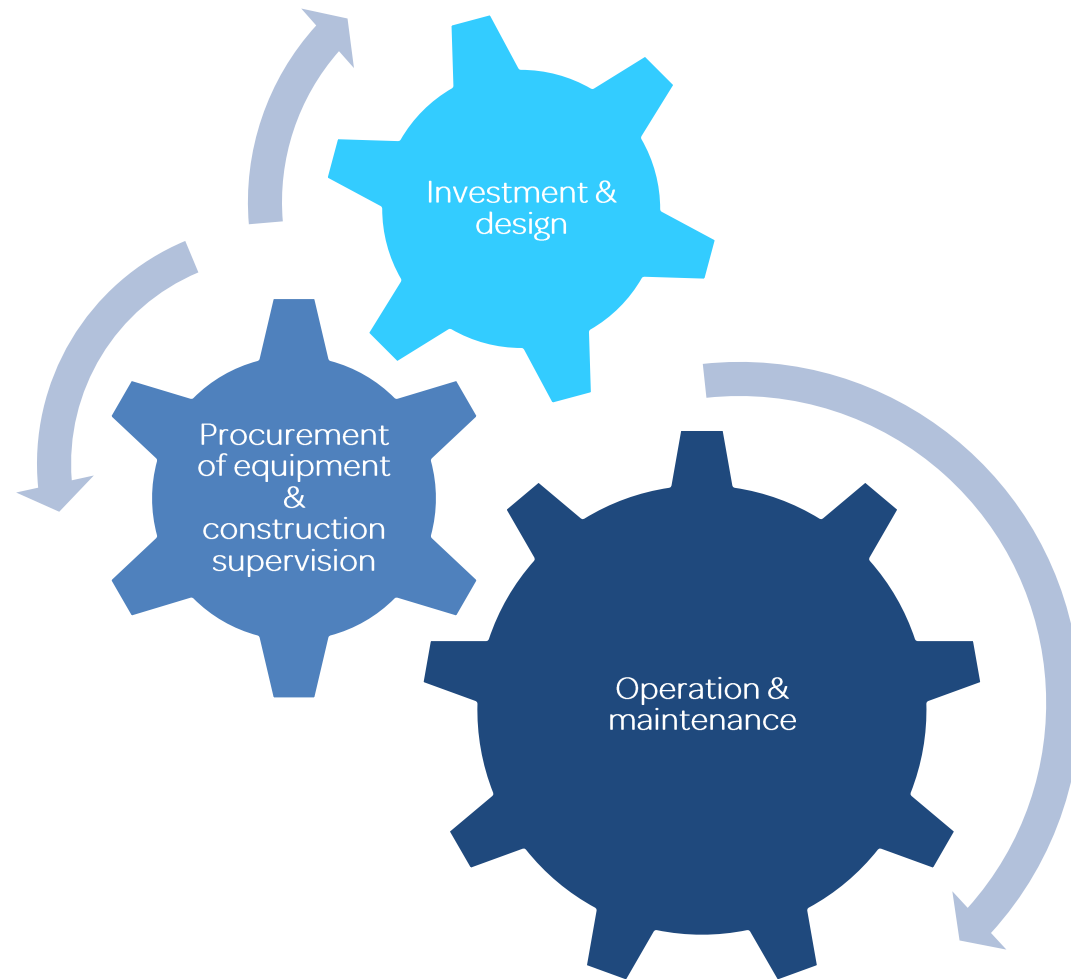 Investment &
design
Procurement
of equipment
&
construction
supervision
Operation &
maintenance